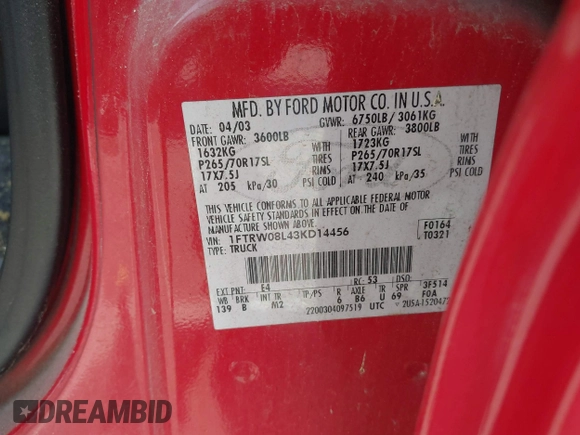 MFD. BY FORD MOTOR CO. IN U.S.A.
04/03 GVWR: 6750LB/ 3061KG
FRONT GAWR: 3600LB REAR GAWR: 3800LB
1632KG WITH 1723KG WITH
P265/70R17SL TIRES P265/70R17SL TIRES
17X7.5J RIMS 17X7.5J RIMS
AT 205 kPa/30 PSI COLD AT 240 kPa/35 PSI COLD
THIS VEHICLE CONFORMS TO ALL APPLICABLE FEDERAL MOTOR
VEHICLE SAFETY STANDARDS IN EFFECT ON THE DATE OF
MANUFACTURE SHOWN ABOVE.
VIN: 1FTRW08L43KD14456 F0164
TYPE: TRUCK T0321
EXT PNT: E4 RC: 53 DSO:
WB INT TR TP/PS R AXLE TR SPR 3F514
139 B M2 6 B6 U 69 F0A
2200304097519 UTC
DREAMBID